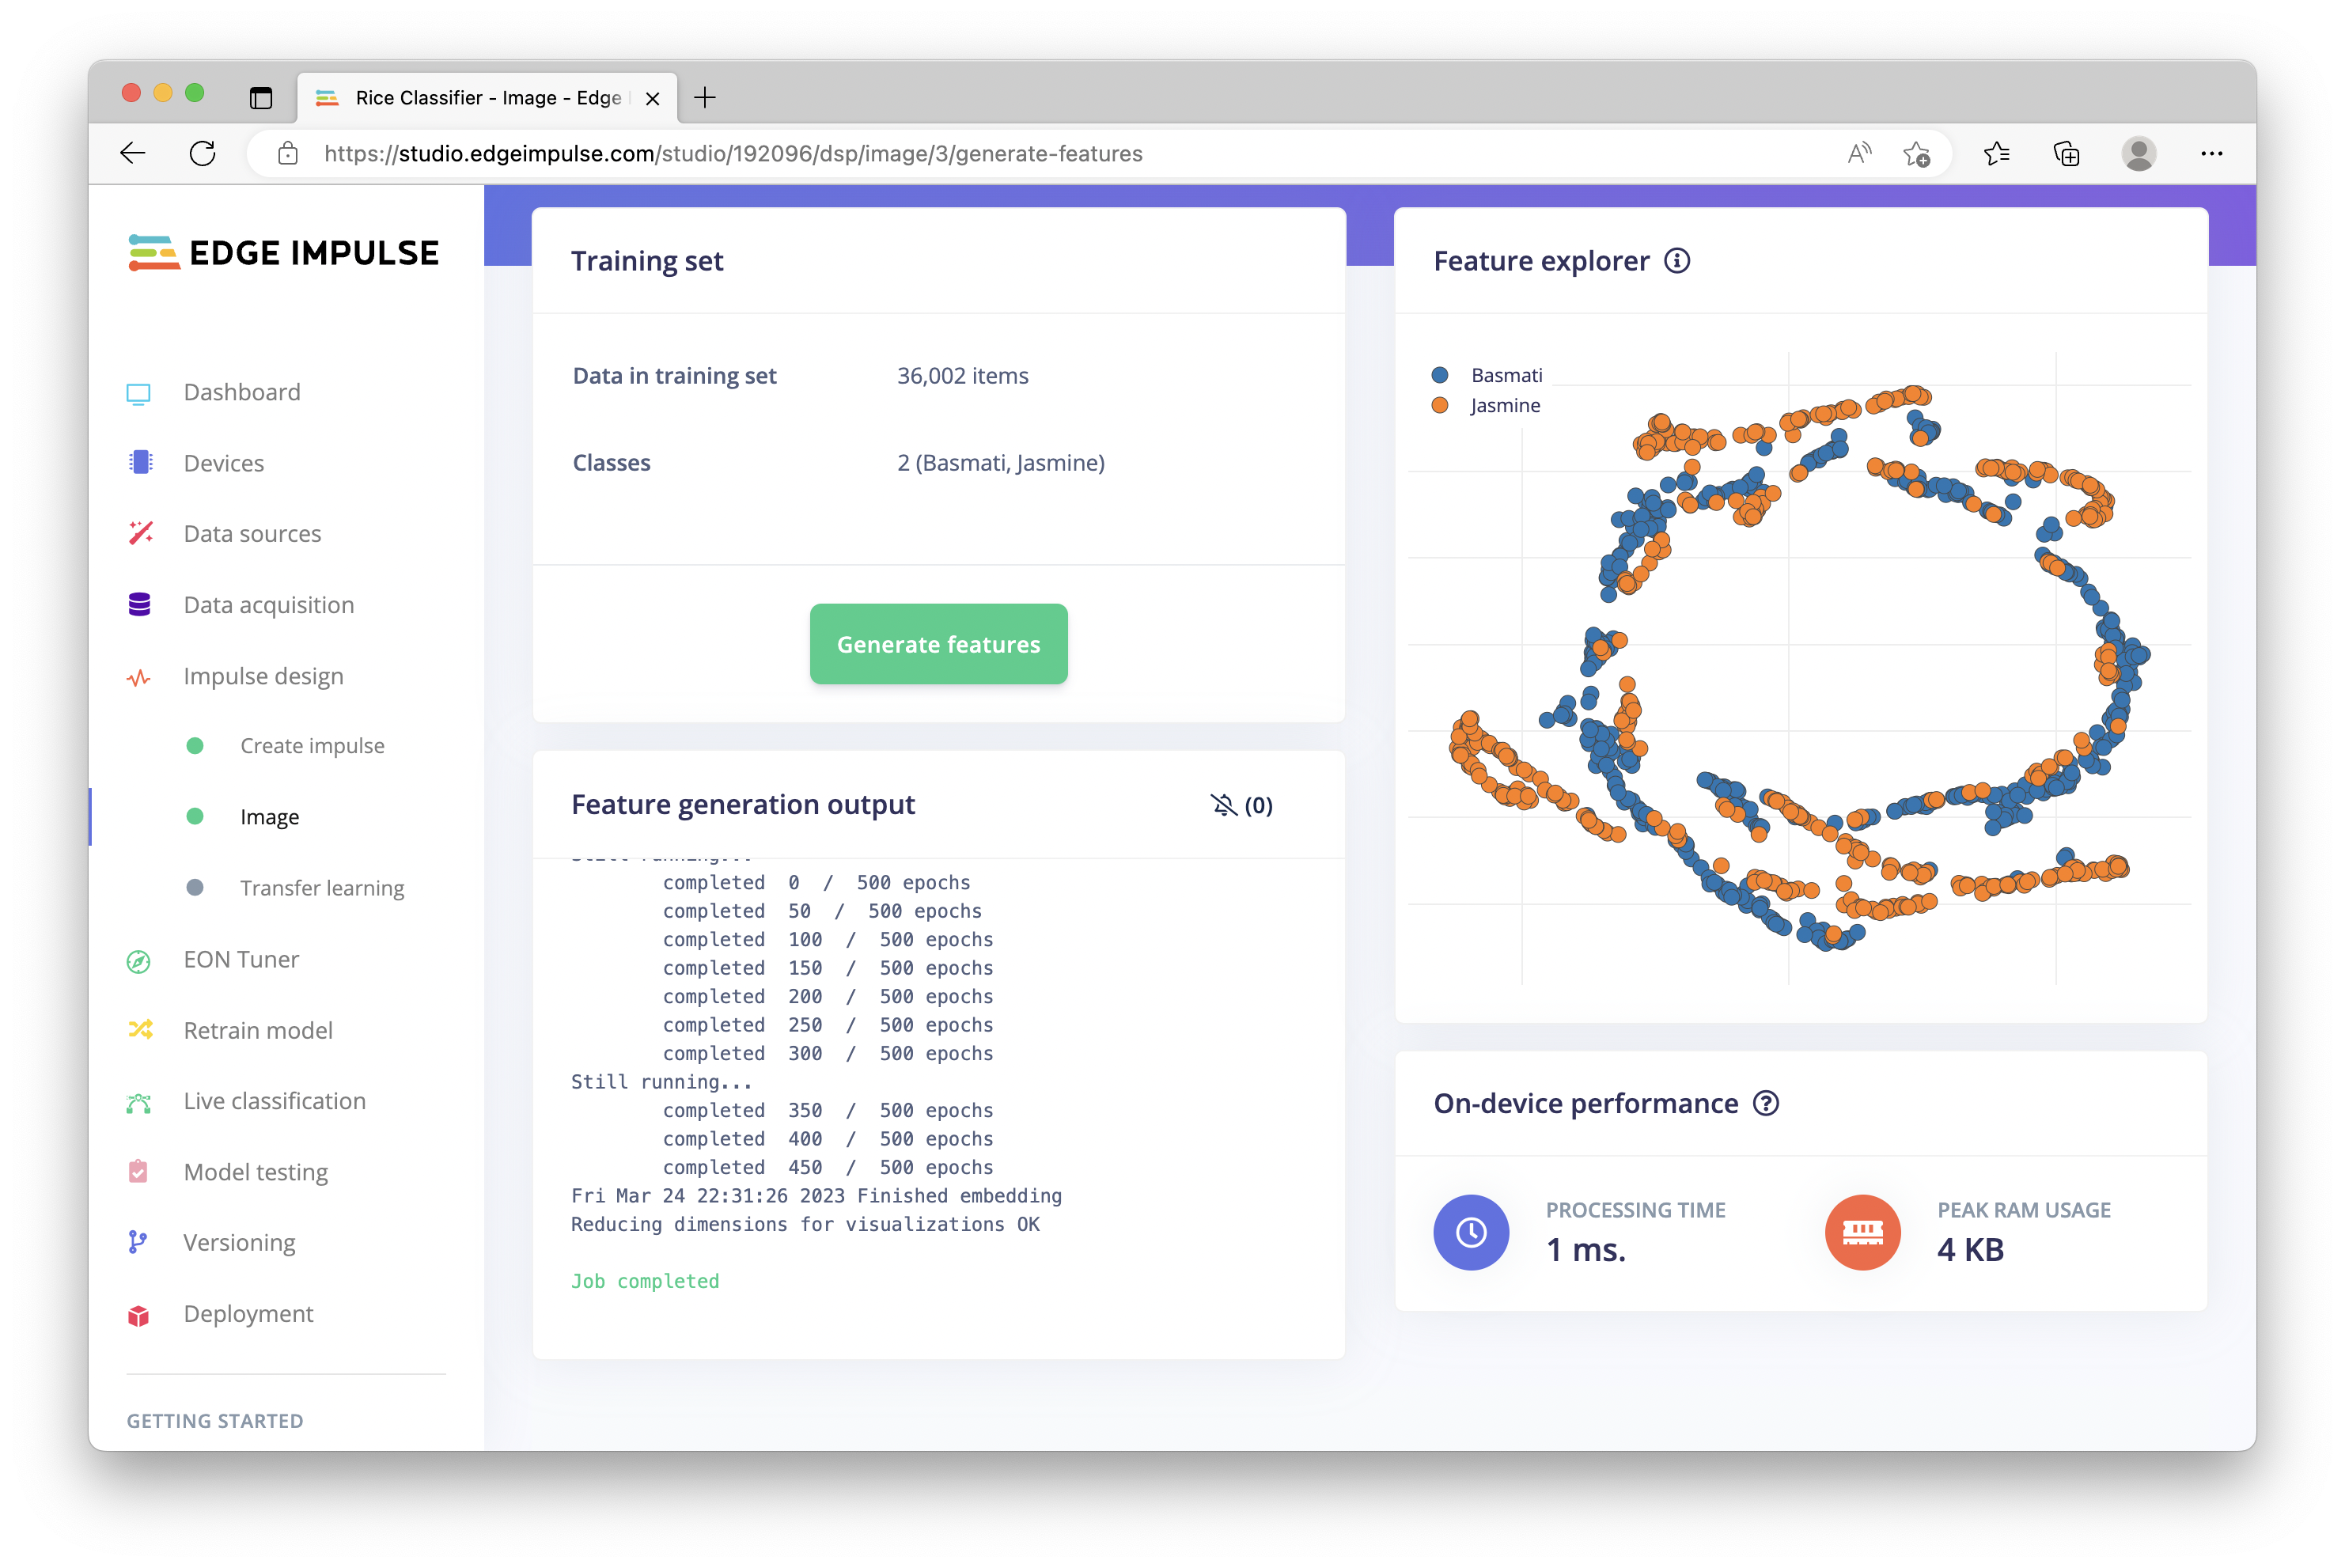 Rice Classifier - Image - Edge
https://studio.edgeimpulse.com/studio/192096/dsp/image/3/generate-features
EDGE IMPULSE
Dashboard
Devices
Data sources
Data acquisition
Impulse design
Create impulse
Image
Transfer learning
EON Tuner
Retrain model
Live classification
Model testing
Versioning
Deployment
GETTING STARTED
Training set
Data in training set 36,002 items
Classes 2 (Basmati, Jasmine)
Generate features
Feature generation output (0)
Still running...
completed 0 / 500 epochs
completed 50 / 500 epochs
completed 100 / 500 epochs
completed 150 / 500 epochs
completed 200 / 500 epochs
completed 250 / 500 epochs
completed 300 / 500 epochs
Still running...
completed 350 / 500 epochs
completed 400 / 500 epochs
completed 450 / 500 epochs
Fri Mar 24 22:31:26 2023 Finished embedding
Reducing dimensions for visualizations OK
Job completed
Feature explorer
Basmati
Jasmine
On-device performance
PROCESSING TIME
1 ms.
PEAK RAM USAGE
4 KB